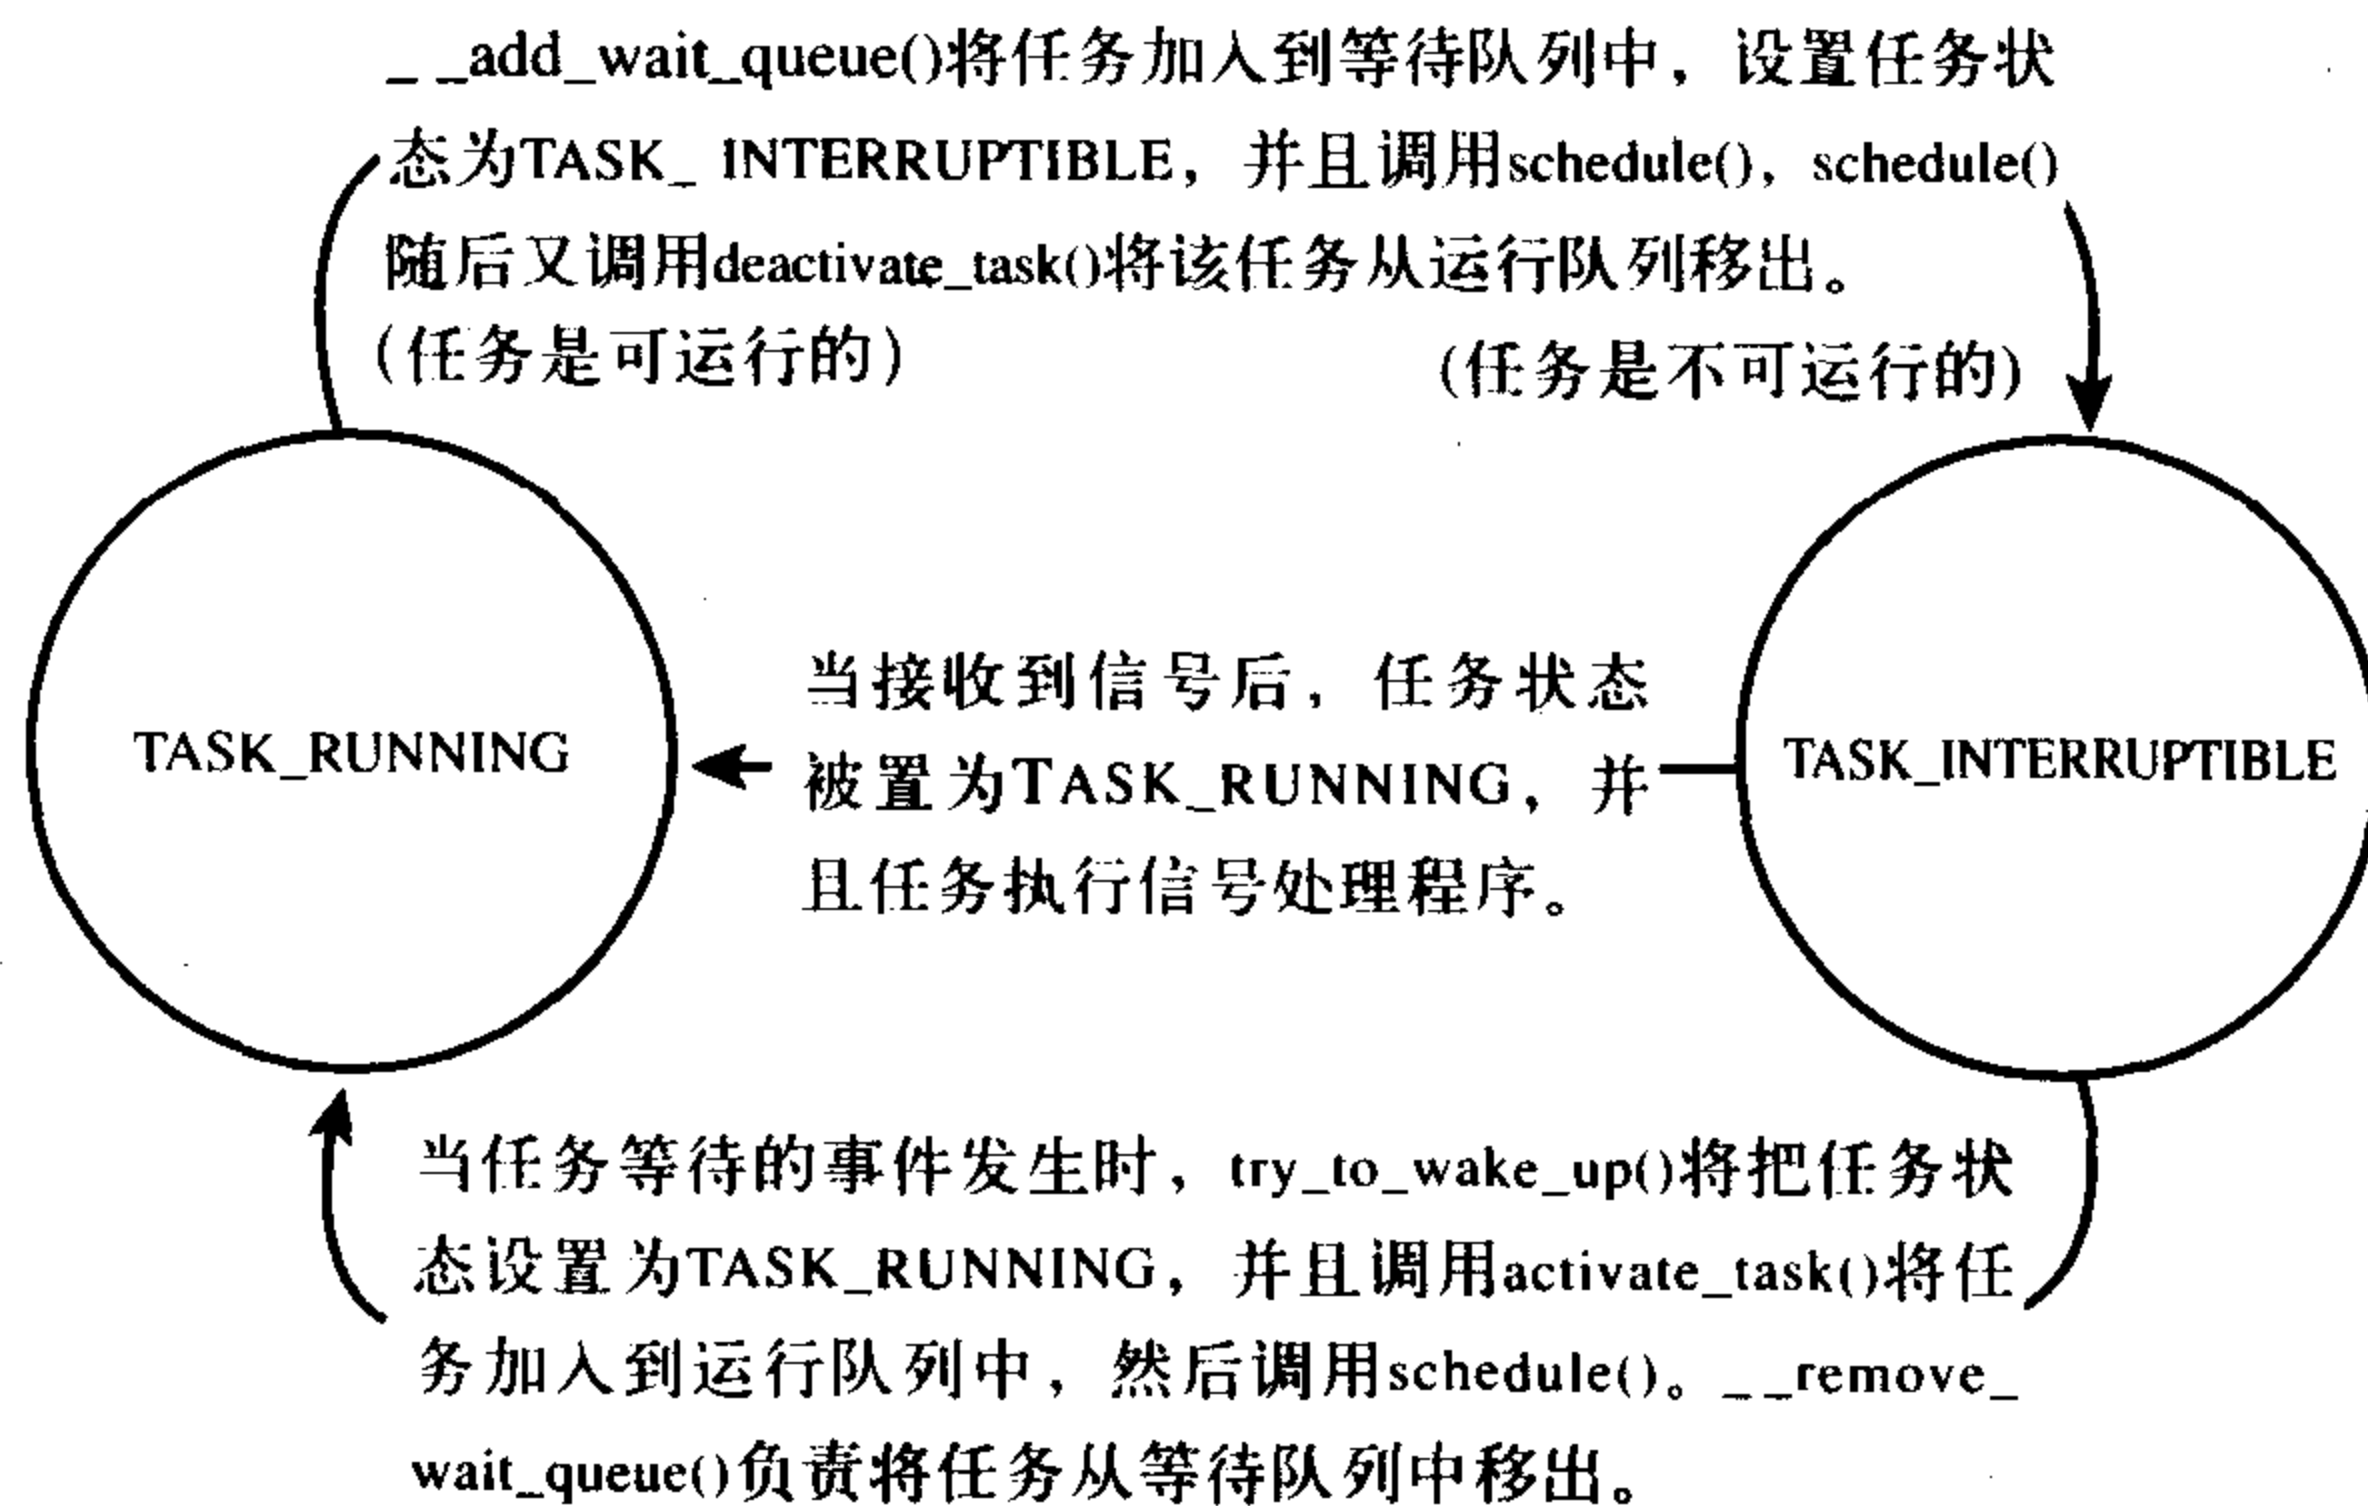 _ _add_wait_queue()将任务加入到等待队列中，设置任务状
态为TASK_ INTERRUPTIBLE，并且调用schedule()，schedule()
随后又调用deactivate_task()将该任务从运行队列移出。
(任务是可运行的)
(任务是不可运行的)
当接收到信号后，任务状态
被置为TASK_RUNNING，并
且任务执行信号处理程序。
TASK_RUNNING
TASK_INTERRUPTIBLE
当任务等待的事件发生时，try_to_wake_up()将把任务状
态设置为TASK_RUNNING，并且调用activate_task()将任
务加入到运行队列中，然后调用schedule()。_ _remove_
wait_queue()负责将任务从等待队列中移出。